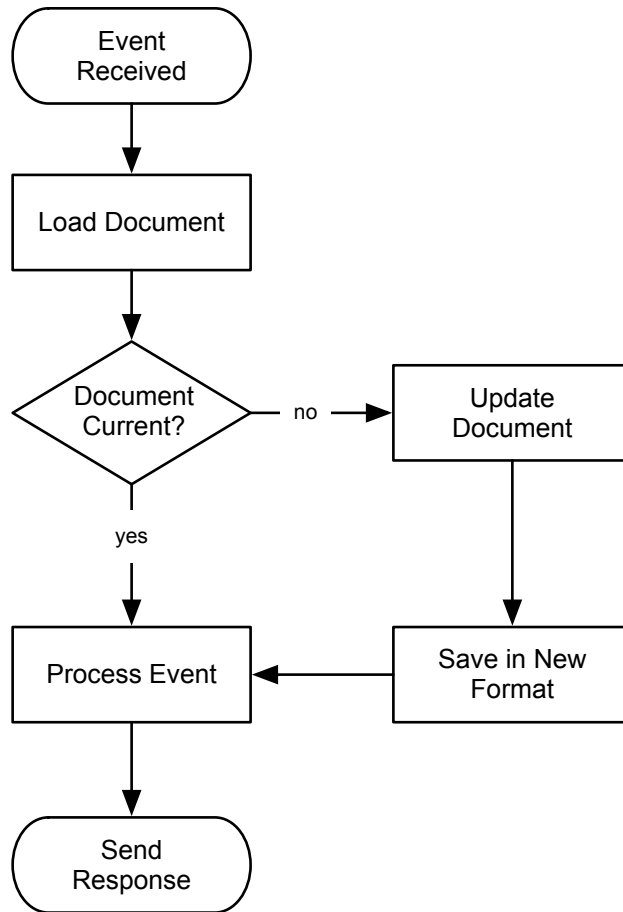 Event
Received
Load Document
Document
Current?
no
Update
Document
yes
Process Event
Save in New
Format
Send
Response